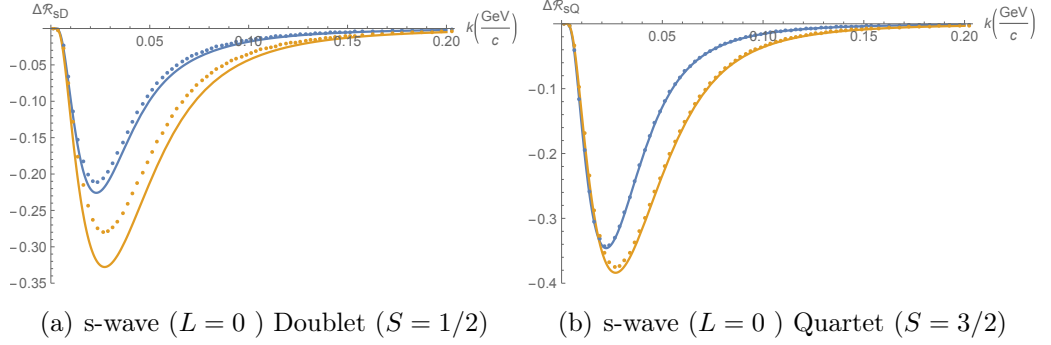 Δℛ_sD
k(GeV/c)
0.05 0.10 0.15 0.20
−0.05
−0.10
−0.15
−0.20
−0.25
−0.30
−0.35
(a) s-wave (L = 0 ) Doublet (S = 1/2)
Δℛ_sQ
k(GeV/c)
0.05 0.10 0.15 0.20
−0.1
−0.2
−0.3
−0.4
(b) s-wave (L = 0 ) Quartet (S = 3/2)